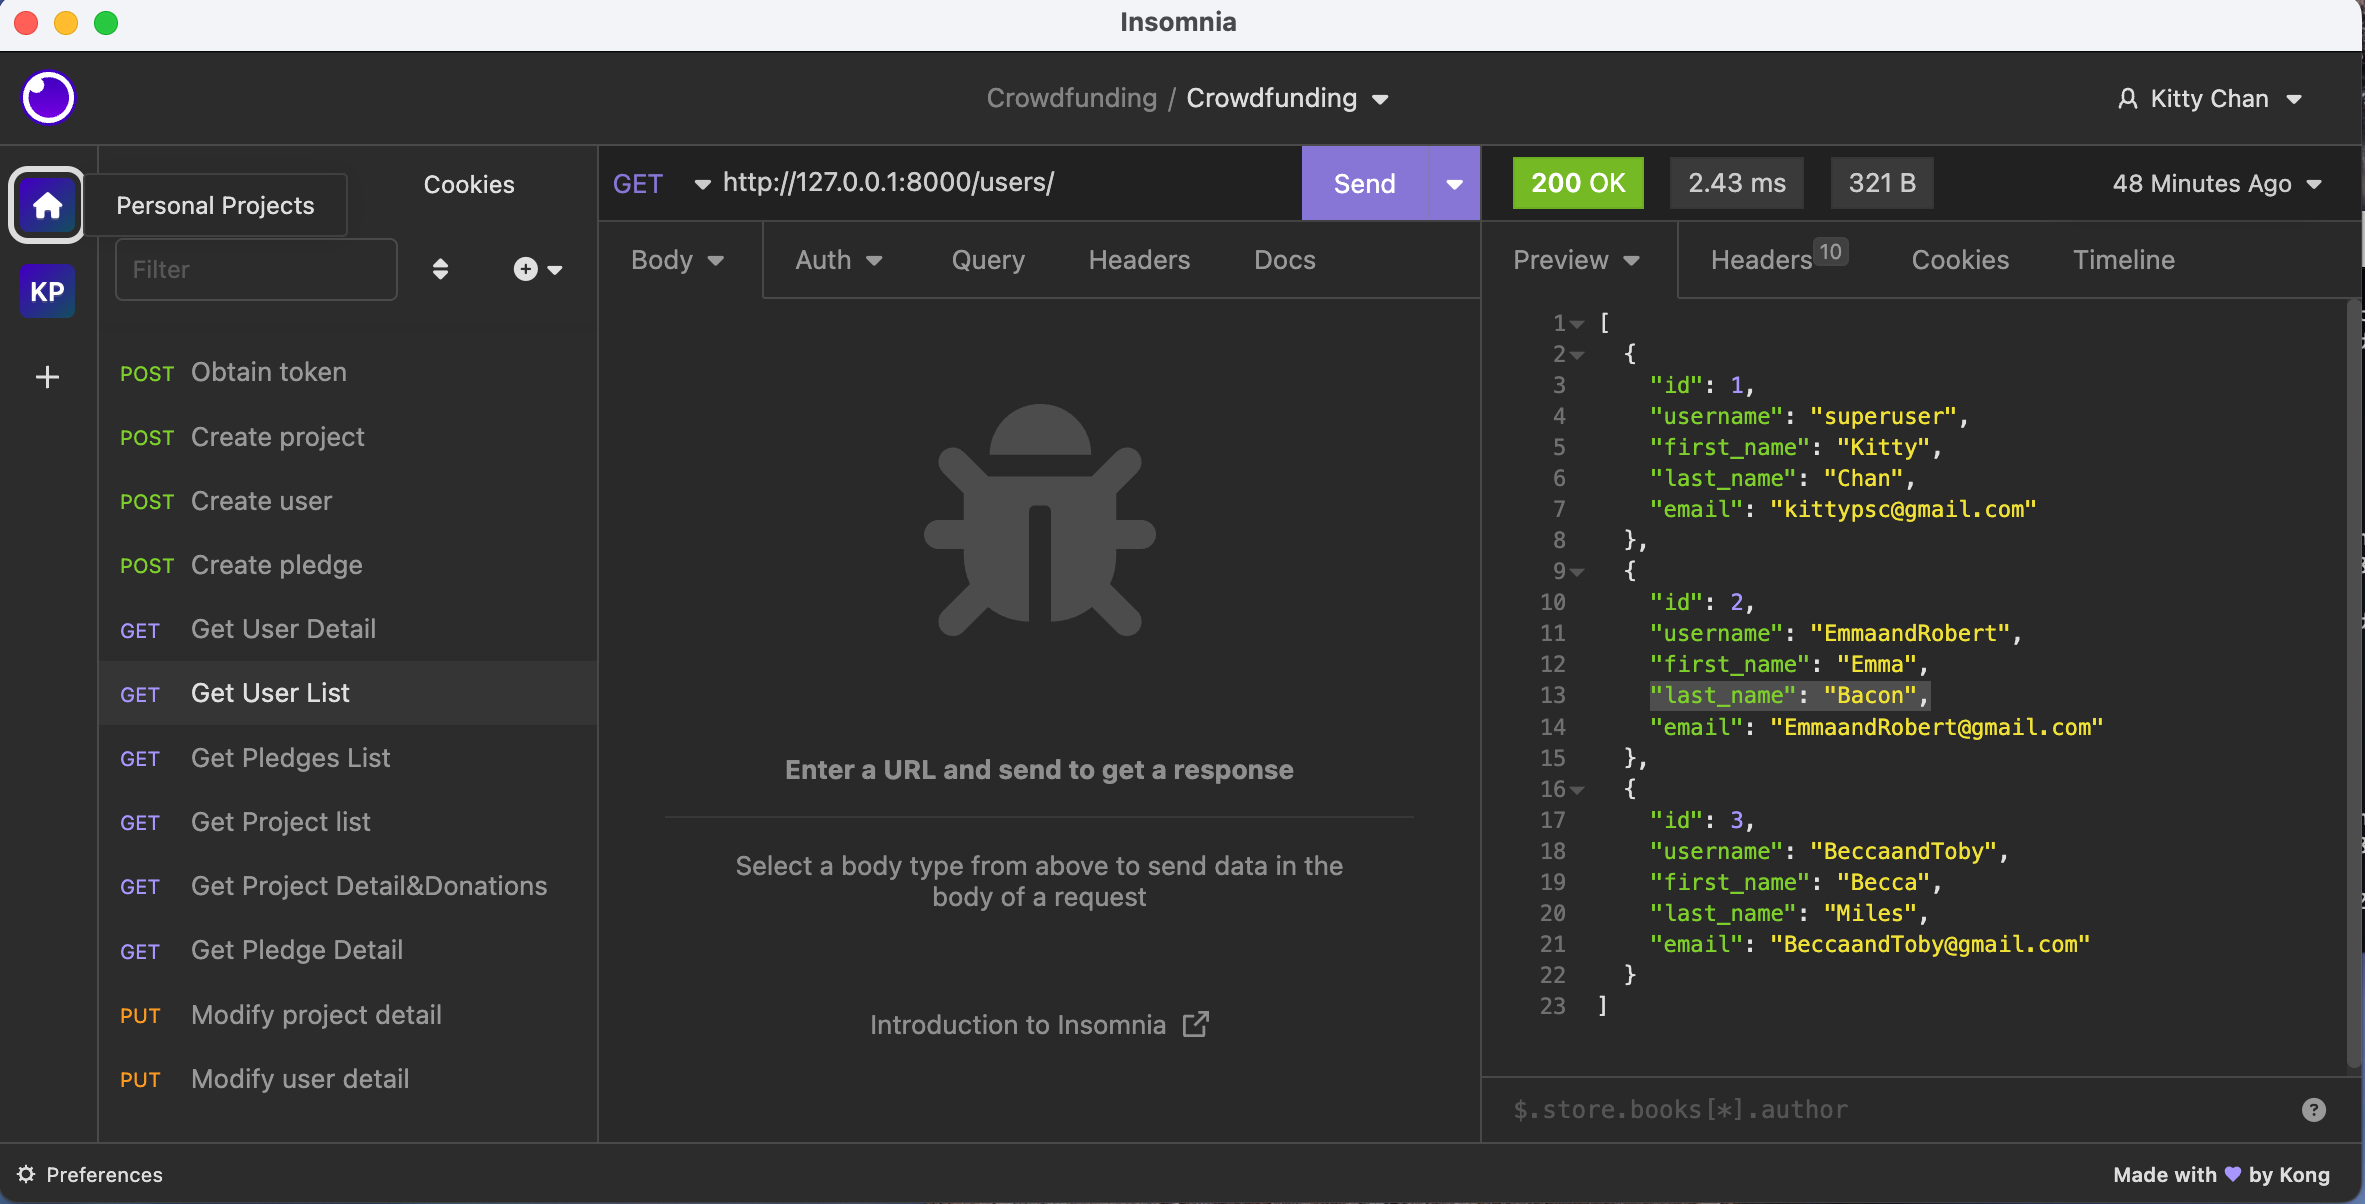 Insomnia
Crowdfunding / Crowdfunding
Kitty Chan
Personal Projects
Cookies
KP
Filter
POST Obtain token
POST Create project
POST Create user
POST Create pledge
GET Get User Detail
GET Get User List
GET Get Pledges List
GET Get Project list
GET Get Project Detail&Donations
GET Get Pledge Detail
PUT Modify project detail
PUT Modify user detail
GET http://127.0.0.1:8000/users/ Send
Body Auth Query Headers Docs
Enter a URL and send to get a response
Select a body type from above to send data in the
body of a request
Introduction to Insomnia
200 OK 2.43 ms 321 B 48 Minutes Ago
Preview Headers 10 Cookies Timeline
1 [
2 {
3 "id": 1,
4 "username": "superuser",
5 "first_name": "Kitty",
6 "last_name": "Chan",
7 "email": "kittypsc@gmail.com"
8 },
9 {
10 "id": 2,
11 "username": "EmmaandRobert",
12 "first_name": "Emma",
13 "last_name": "Bacon",
14 "email": "EmmaandRobert@gmail.com"
15 },
16 {
17 "id": 3,
18 "username": "BeccaandToby",
19 "first_name": "Becca",
20 "last_name": "Miles",
21 "email": "BeccaandToby@gmail.com"
22 }
23 ]
$.store.books[*].author
?
Preferences
Made with 💜 by Kong